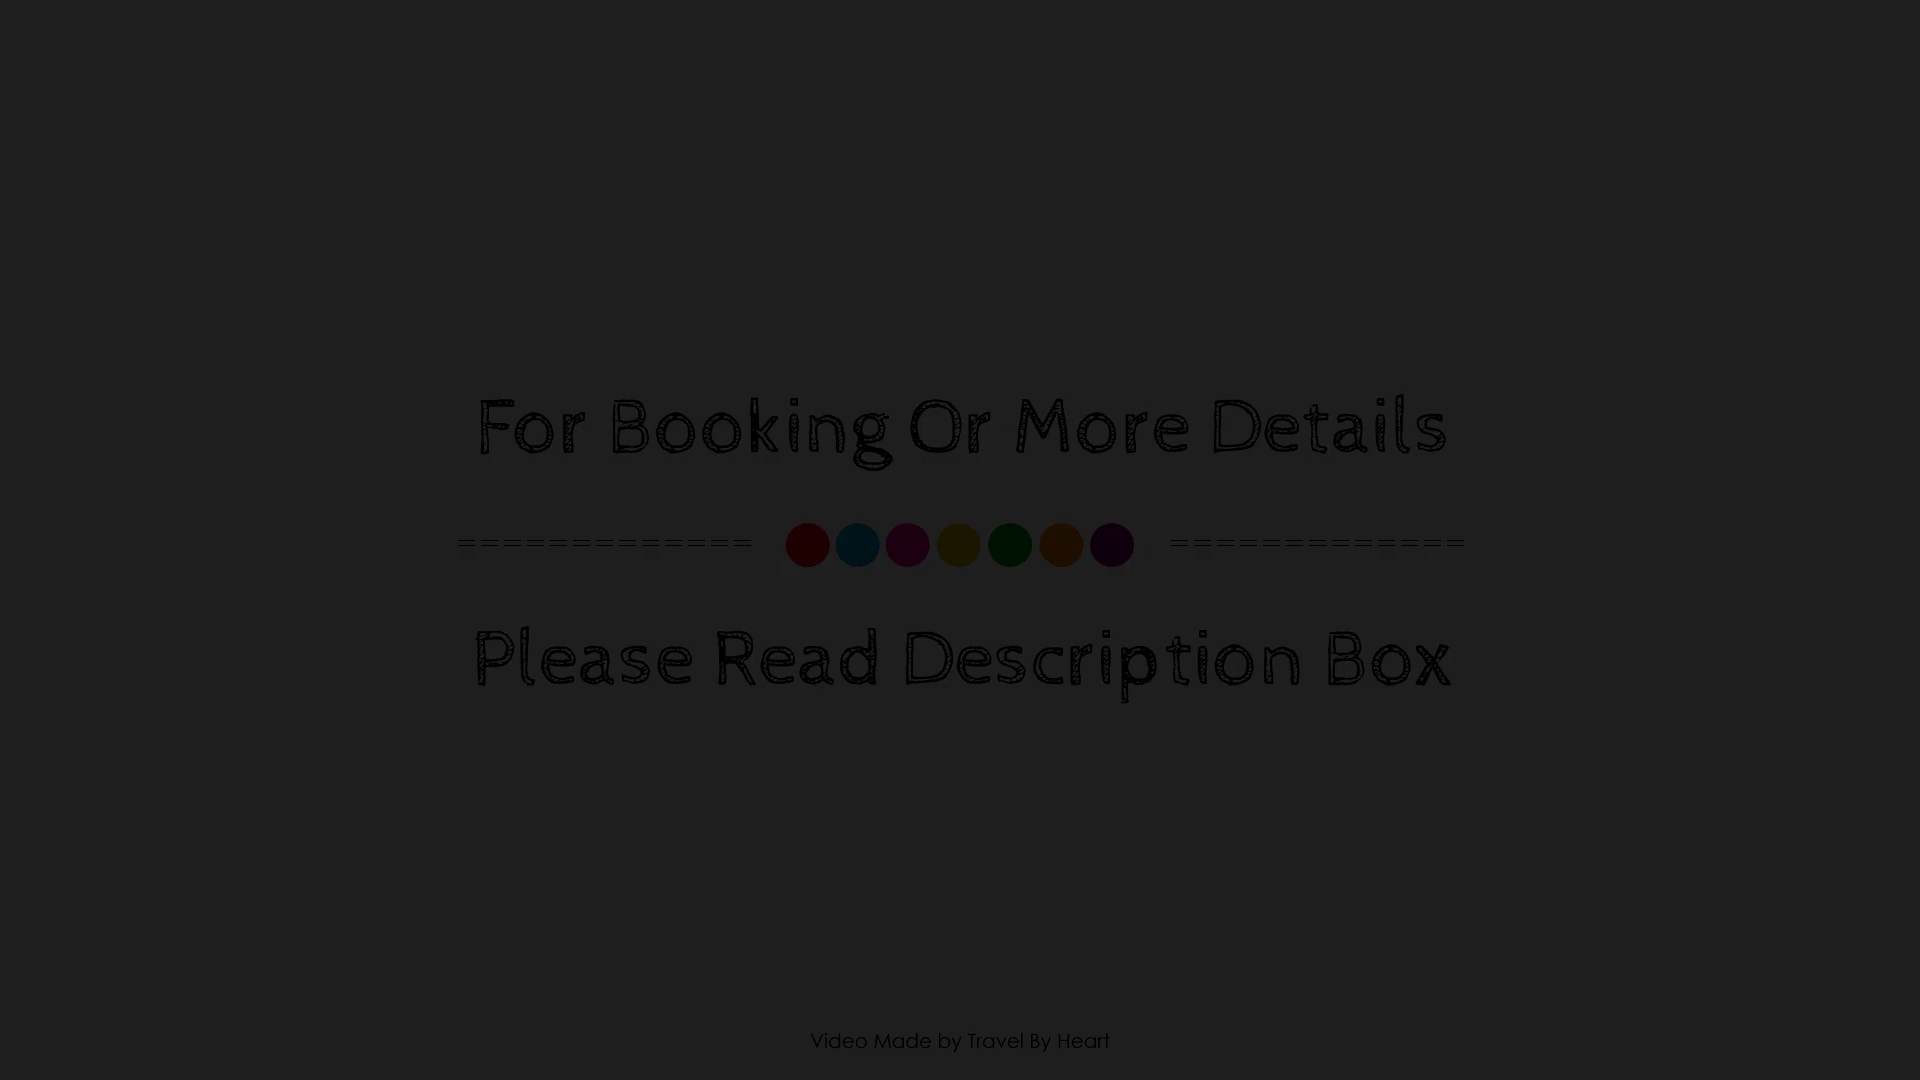 For Booking Or More Details
============= =============
Please Read Description Box
Video Made by Travel By Heart